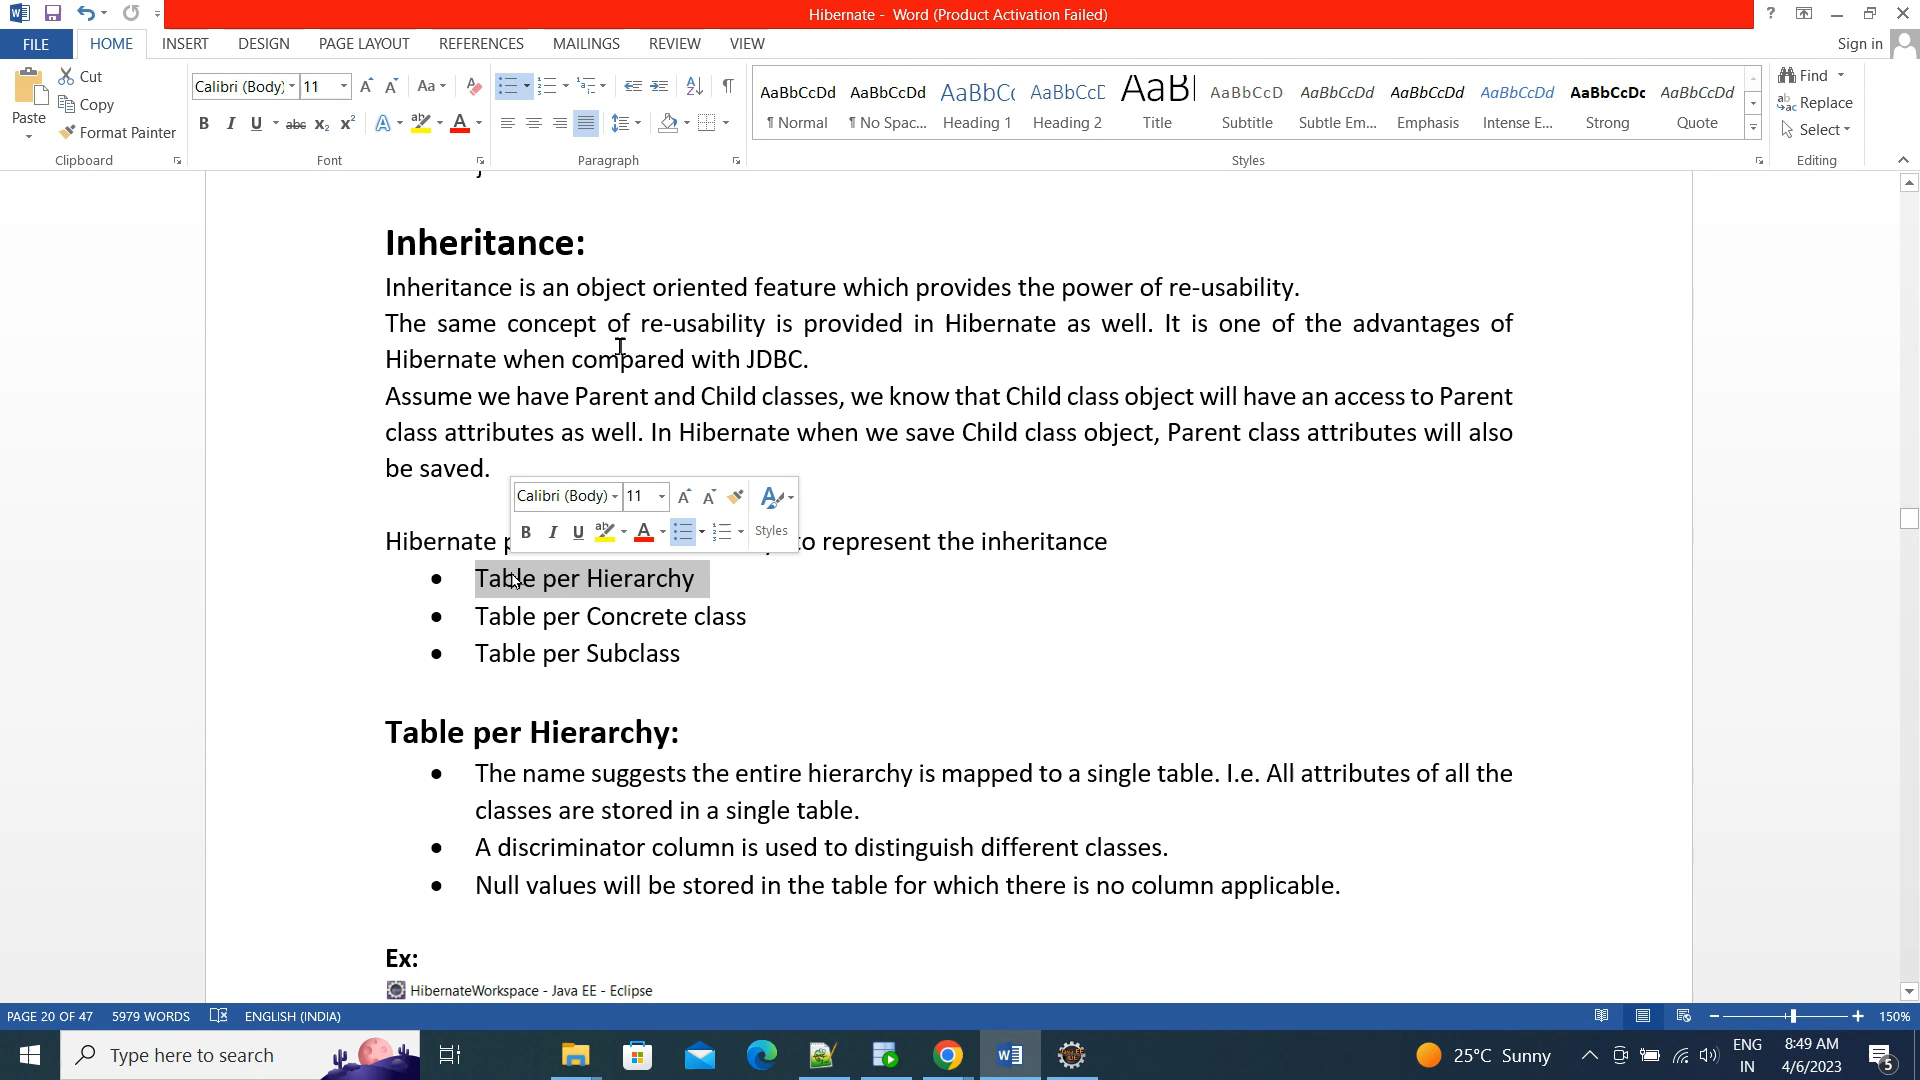 Hibernate - Word (Product Activation Failed)
FILE HOME INSERT DESIGN PAGE LAYOUT REFERENCES MAILINGS REVIEW VIEW Sign in
Paste
Cut
Copy
Format Painter
Clipboard
Calibri (Body) 11
Font
Paragraph
AaBbCcDd AaBbCcDd AaBbCc AaBbCcC AaBl AaBbCcD AaBbCcDd AaBbCcDd AaBbCcDd AaBbCcDc AaBbCcDd
¶ Normal ¶ No Spac... Heading 1 Heading 2 Title Subtitle Subtle Em... Emphasis Intense E... Strong Quote
Styles
Find
Replace
Select
Editing
Inheritance:
Inheritance is an object oriented feature which provides the power of re-usability.
The same concept of re-usability is provided in Hibernate as well. It is one of the advantages of
Hibernate when compared with JDBC.
Assume we have Parent and Child classes, we know that Child class object will have an access to Parent
class attributes as well. In Hibernate when we save Child class object, Parent class attributes will also
be saved.
Calibri (Body) 11
Styles
Hibernate to represent the inheritance
• Table per Hierarchy
• Table per Concrete class
• Table per Subclass
Table per Hierarchy:
• The name suggests the entire hierarchy is mapped to a single table. I.e. All attributes of all the
classes are stored in a single table.
• A discriminator column is used to distinguish different classes.
• Null values will be stored in the table for which there is no column applicable.
Ex:
HibernateWorkspace - Java EE - Eclipse
PAGE 20 OF 47 5979 WORDS ENGLISH (INDIA) 150%
Type here to search
25°C Sunny
ENG
IN
8:49 AM
4/6/2023
5